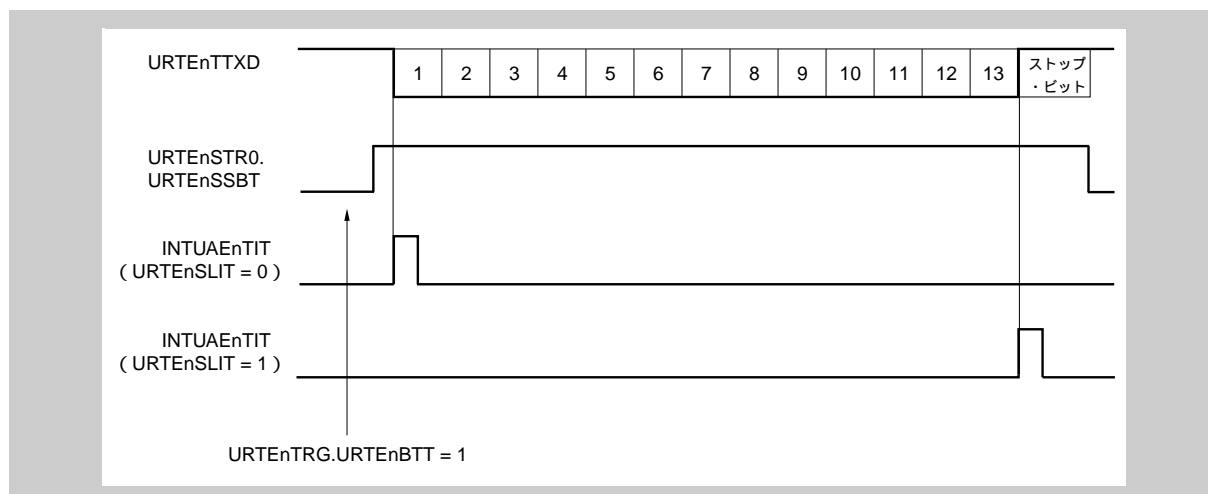 URTEnTTXD
1 2 3 4 5 6 7 8 9 10 11 12 13 ストップ
・ビット
URTEnSTR0.
URTEnSSBT
INTUAEnTIT
( URTEnSLIT = 0 )
INTUAEnTIT
( URTEnSLIT = 1 )
URTEnTRG.URTEnBTT = 1